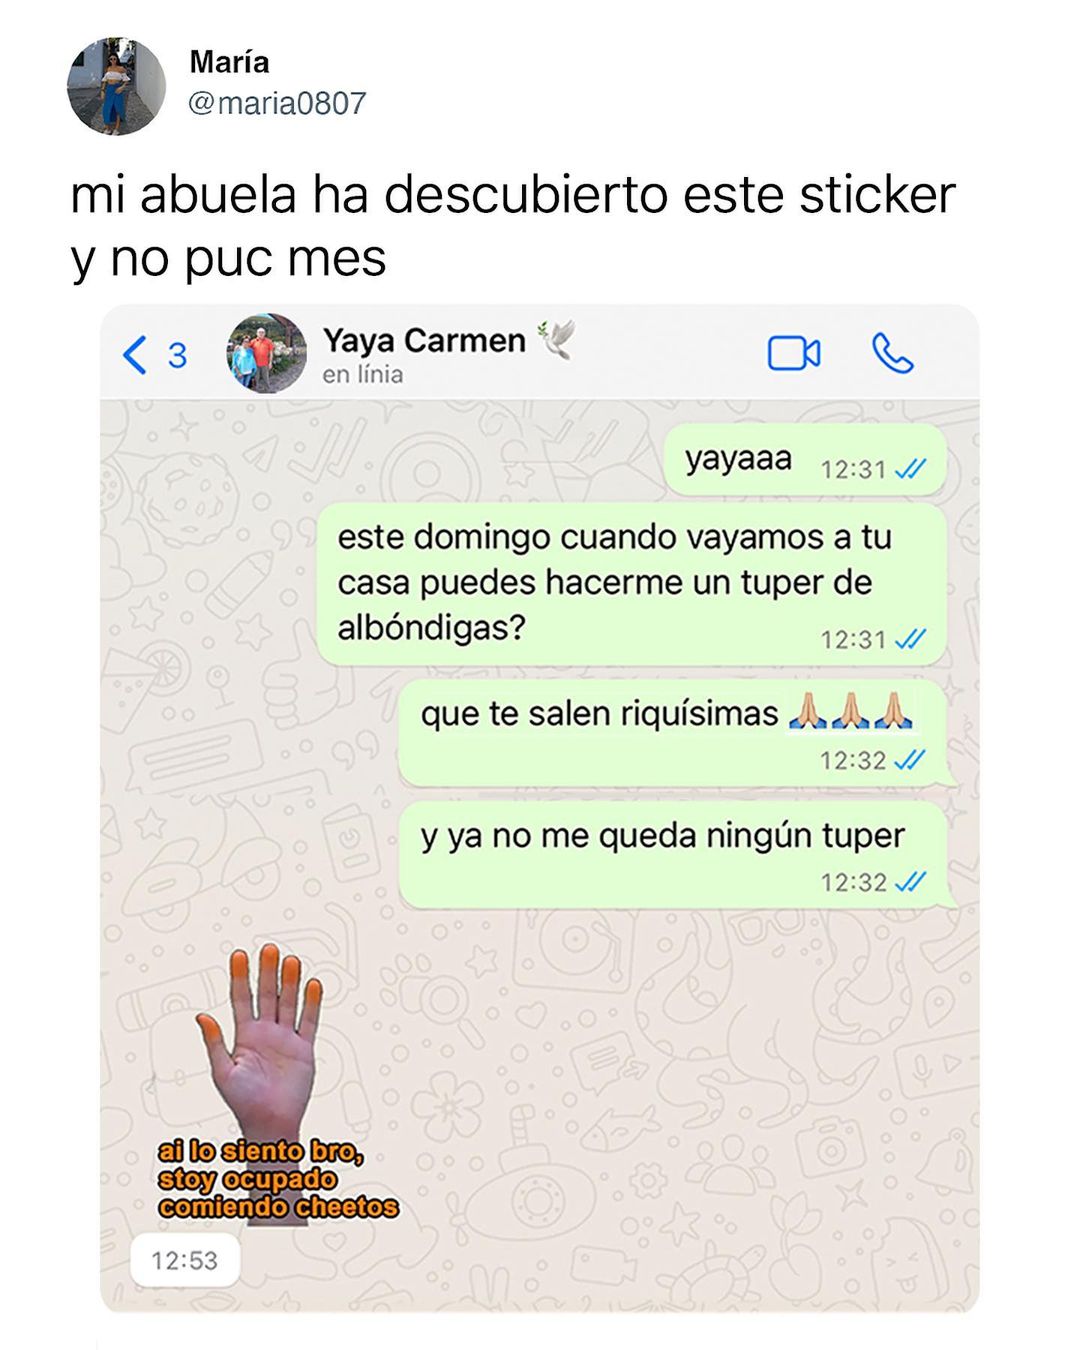 María
@maria0807
mi abuela ha descubierto este sticker
y no puc mes
3
Yaya Carmen 🕊️
en línia
yayaaa 12:31
este domingo cuando vayamos a tu
casa puedes hacerme un tuper de
albóndigas?
12:31
que te salen riquísimas 🙏🏼🙏🏼🙏🏼
12:32
y ya no me queda ningún tuper
12:32
ai lo siento bro,
stoy ocupado
comiendo cheetos
12:53